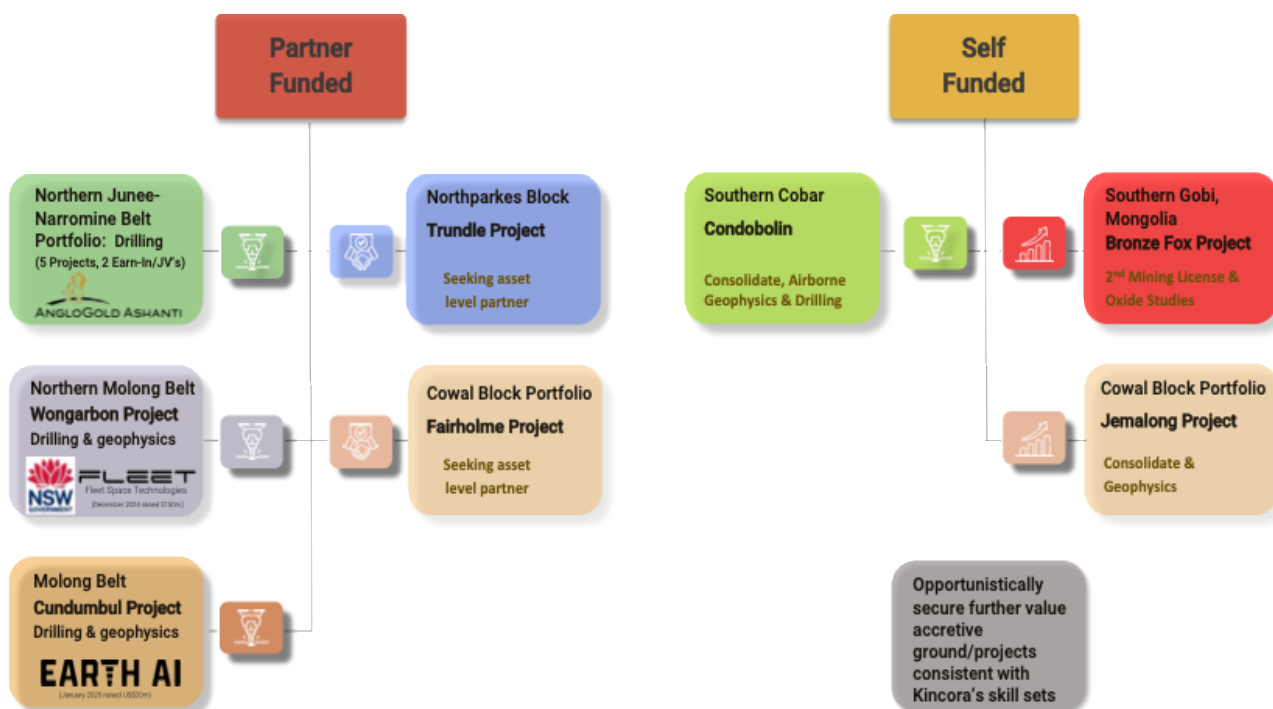 Partner
Funded
Northern Junee-
Narromine Belt
Portfolio: Drilling
(5 Projects, 2 Earn-In/JV's)
ANGLOGOLD ASHANTI
Northparkes Block
Trundle Project
Seeking asset
level partner
Northern Molong Belt
Wongarbon Project
Drilling & geophysics
NSW
GOVERNMENT
FLEET
Fleet Space Technologies
Cowal Block Portfolio
Fairholme Project
Seeking asset
level partner
Molong Belt
Cundumbul Project
Drilling & geophysics
EARTH AI
(January 2025 raised US$20m)
Self
Funded
Southern Cobar
Condobolin
Consolidate, Airborne
Geophysics & Drilling
Southern Gobi,
Mongolia
Bronze Fox Project
2nd Mining License &
Oxide Studies
Cowal Block Portfolio
Jemalong Project
Consolidate &
Geophysics
Opportunistically
secure further value
accretive
ground/projects
consistent with
Kincora's skill sets